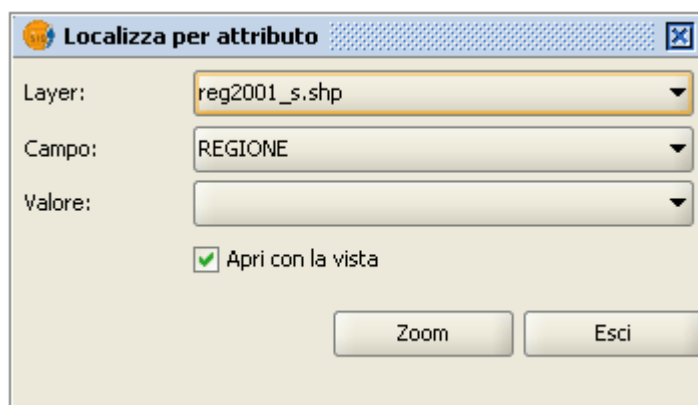 Localizza per attributo
Layer: reg2001_s.shp
Campo: REGIONE
Valore:
Apri con la vista
Zoom Esci